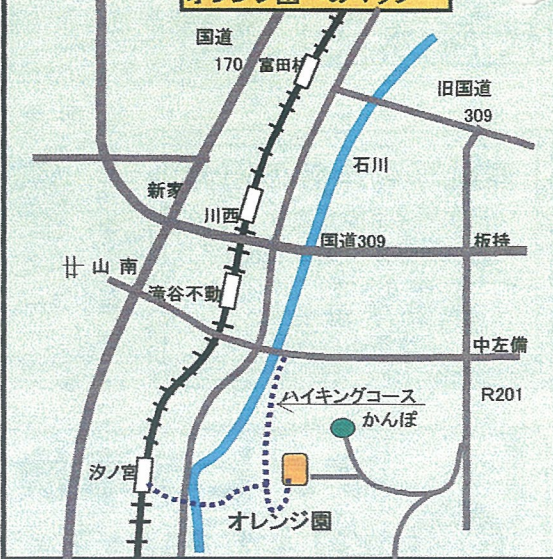 国道
170
富田林
旧国道
309
石川
新家
川西
国道309
板持
廿山南
滝谷不動
中左備
ハイキングコース
R201
かんぽ
汐ノ宮
オレンジ園